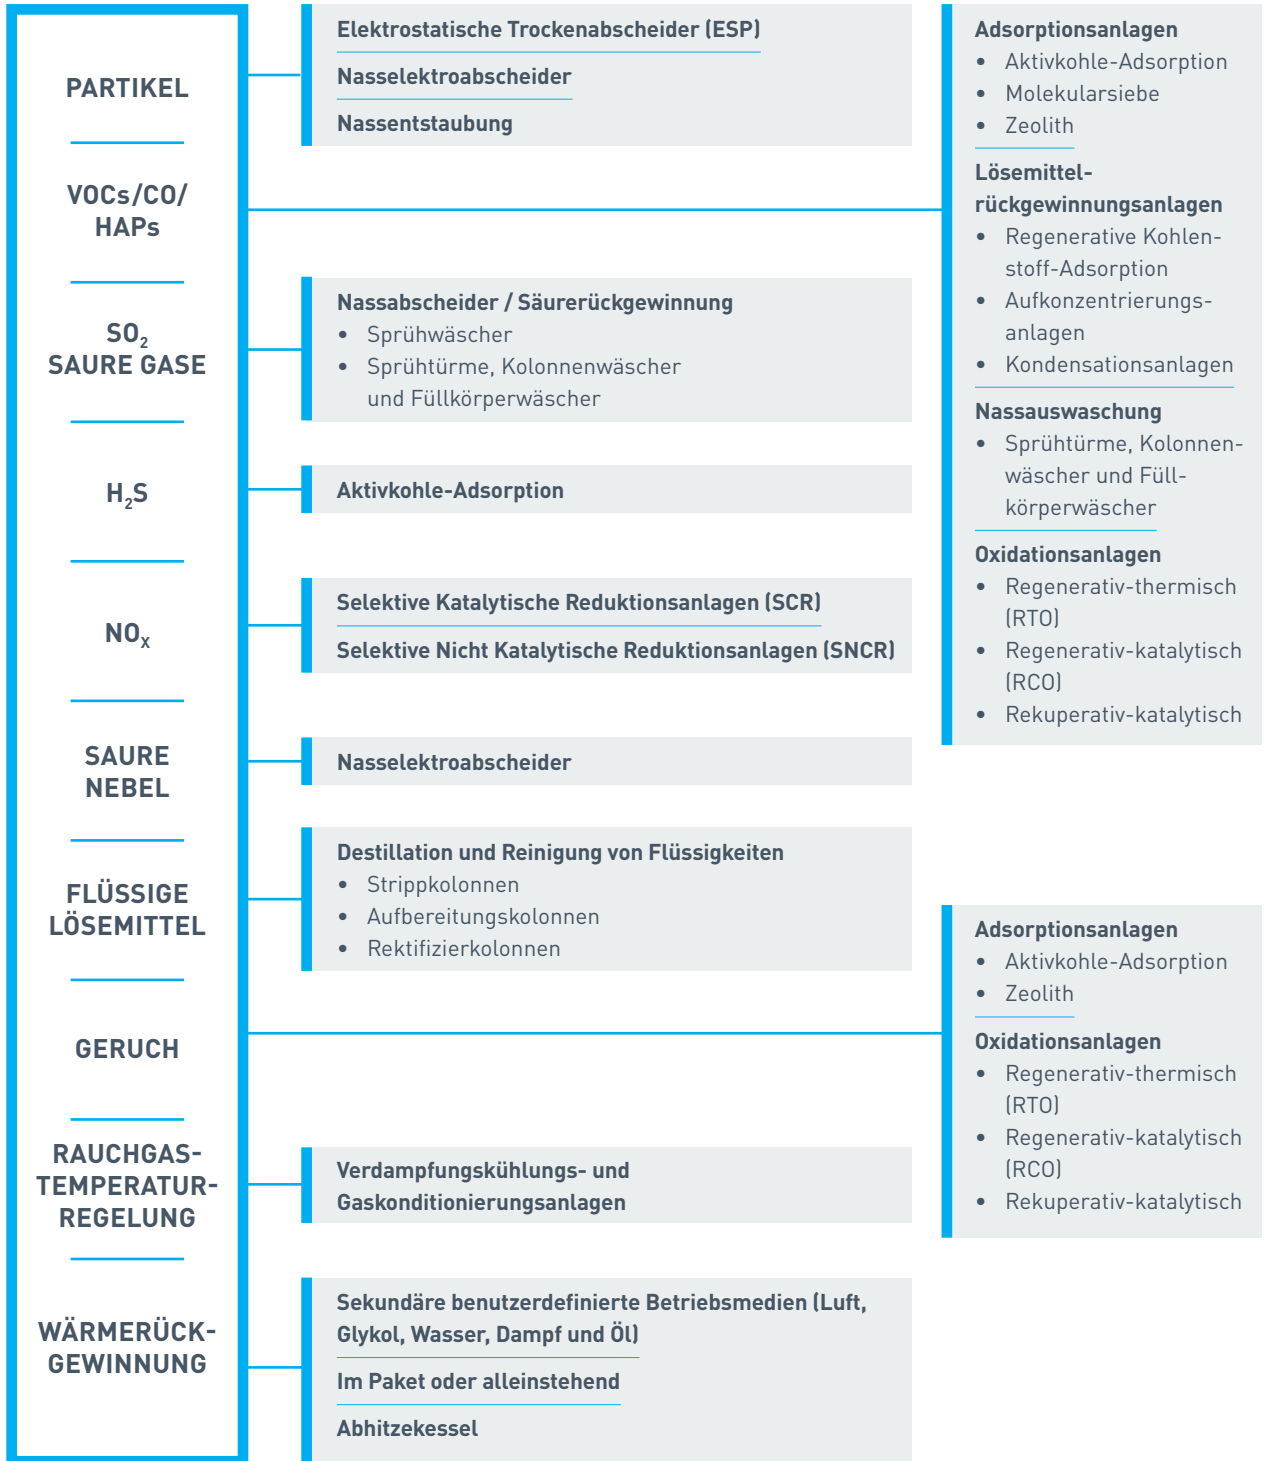 PARTIKEL
Elektrostatische Trockenabscheider (ESP)
Nasselektroabscheider
Nassentstaubung
VOCs/CO/
HAPs
Adsorptionsanlagen
• Aktivkohle-Adsorption
• Molekularsiebe
• Zeolith
Lösemittel-
rückgewinnungsanlagen
• Regenerative Kohlen-
stoff-Adsorption
• Aufkonzentrierungs-
anlagen
• Kondensationsanlagen
Nassauswaschung
• Sprühtürme, Kolonnen-
wäscher und Füll-
körperwäscher
Oxidationsanlagen
• Regenerativ-thermisch
(RTO)
• Regenerativ-katalytisch
(RCO)
• Rekuperativ-katalytisch
SO₂
SAURE GASE
Nassabscheider / Säurerückgewinnung
• Sprühwäscher
• Sprühtürme, Kolonnenwäscher
und Füllkörperwäscher
H₂S
Aktivkohle-Adsorption
NOₓ
Selektive Katalytische Reduktionsanlagen (SCR)
Selektive Nicht Katalytische Reduktionsanlagen (SNCR)
SAURE
NEBEL
Nasselektroabscheider
FLÜSSIGE
LÖSEMITTEL
Destillation und Reinigung von Flüssigkeiten
• Strippkolonnen
• Aufbereitungskolonnen
• Rektifizierkolonnen
GERUCH
Adsorptionsanlagen
• Aktivkohle-Adsorption
• Zeolith
Oxidationsanlagen
• Regenerativ-thermisch
(RTO)
• Regenerativ-katalytisch
(RCO)
• Rekuperativ-katalytisch
RAUCHGAS-
TEMPERATUR-
REGELUNG
Verdampfungskühlungs- und
Gaskonditionierungsanlagen
WÄRMERÜCK-
GEWINNUNG
Sekundäre benutzerdefinierte Betriebsmedien (Luft,
Glykol, Wasser, Dampf und Öl)
Im Paket oder alleinstehend
Abhitzekessel